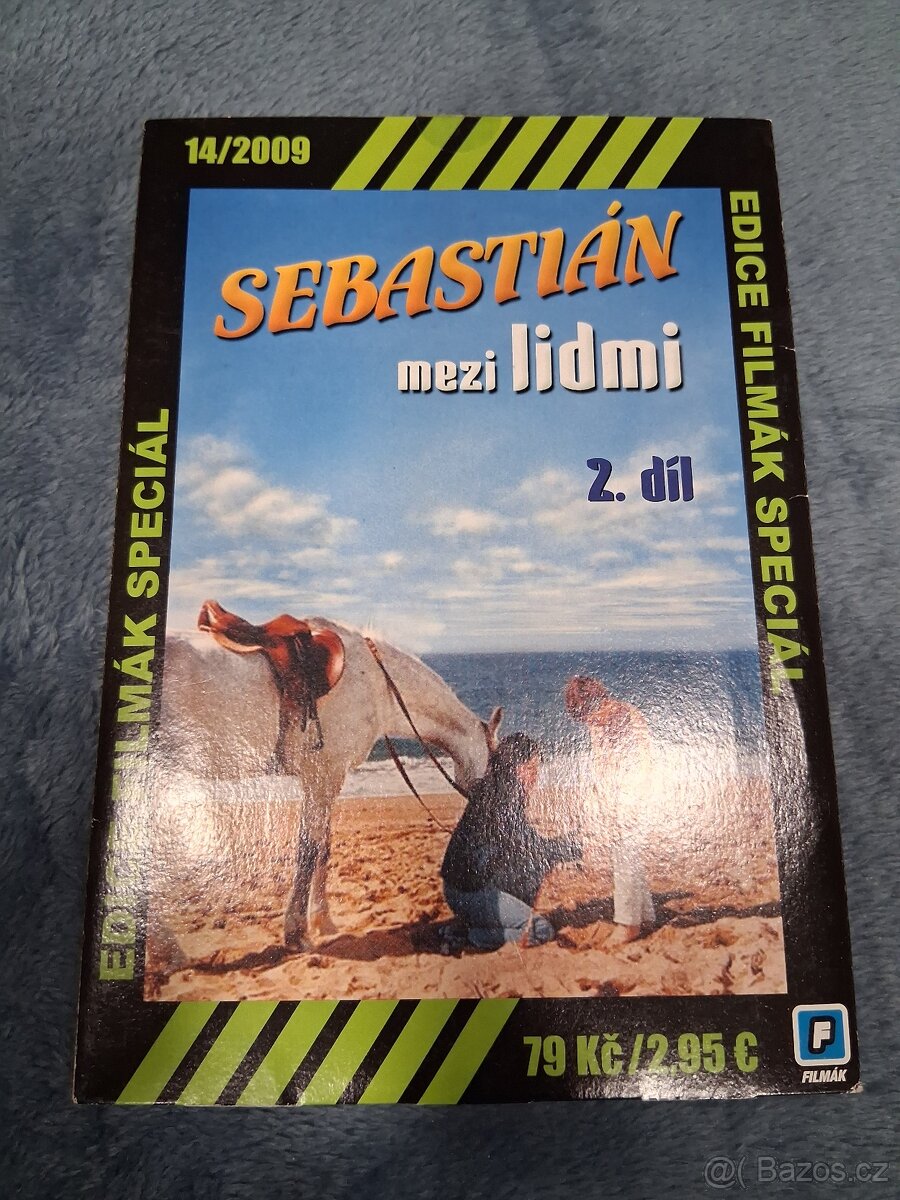 14/2009
SEBASTIÁN
mezi lidmi
2. díl
EDICE FILMÁK SPECIÁL
EDICE FILMÁK SPECIÁL
79 Kč/2,95 €
F
FILMÁK
@( Bazos.cz